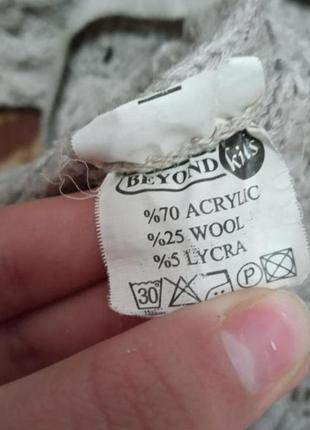 BEYOND kids
%70 ACRYLIC
%25 WOOL
%5 LYCRA
30 P